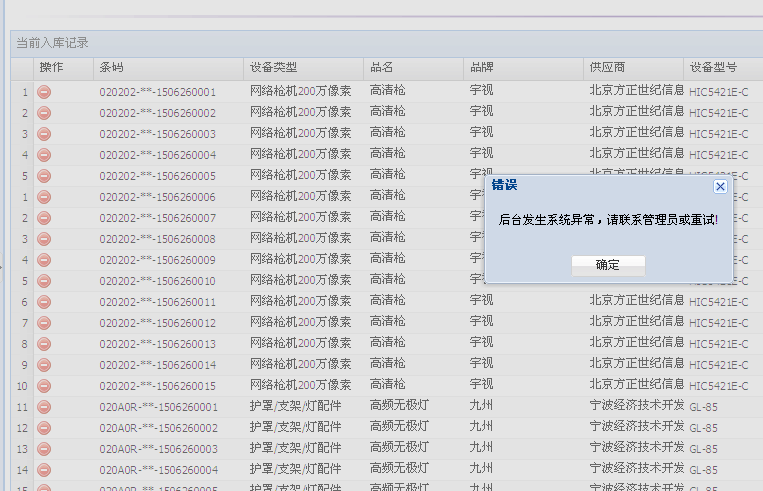 当前入库记录
操作 条码 设备类型 品名 品牌 供应商 设备型号
1 020202-**-1506260001 网络枪机200万像素 高清枪 宇视 北京方正世纪信息 HIC5421E-C
2 020202-**-1506260002 网络枪机200万像素 高清枪 宇视 北京方正世纪信息 HIC5421E-C
3 020202-**-1506260003 网络枪机200万像素 高清枪 宇视 北京方正世纪信息 HIC5421E-C
4 020202-**-1506260004 网络枪机200万像素 高清枪 宇视 北京方正世纪信息 HIC5421E-C
5 020202-**-1506260005 网络枪机200万像素 高清枪 宇视 北京方正世纪信息 HIC5421E-C
错误
1 020202-**-1506260006 网络枪机200万像素 高清枪
2 020202-**-1506260007 网络枪机200万像素 高清枪
后台发生系统异常，请联系管理员或重试!
3 020202-**-1506260008 网络枪机200万像素 高清枪
4 020202-**-1506260009 网络枪机200万像素 高清枪
确定
5 020202-**-1506260010 网络枪机200万像素 高清枪
6 020202-**-1506260011 网络枪机200万像素 高清枪 宇视 北京方正世纪信息 HIC5421E-C
7 020202-**-1506260012 网络枪机200万像素 高清枪 宇视 北京方正世纪信息 HIC5421E-C
8 020202-**-1506260013 网络枪机200万像素 高清枪 宇视 北京方正世纪信息 HIC5421E-C
9 020202-**-1506260014 网络枪机200万像素 高清枪 宇视 北京方正世纪信息 HIC5421E-C
10 020202-**-1506260015 网络枪机200万像素 高清枪 宇视 北京方正世纪信息 HIC5421E-C
11 020A0R-**-1506260001 护罩/支架/灯配件 高频无极灯 九州 宁波经济技术开发 GL-85
12 020A0R-**-1506260002 护罩/支架/灯配件 高频无极灯 九州 宁波经济技术开发 GL-85
13 020A0R-**-1506260003 护罩/支架/灯配件 高频无极灯 九州 宁波经济技术开发 GL-85
14 020A0R-**-1506260004 护罩/支架/灯配件 高频无极灯 九州 宁波经济技术开发 GL-85